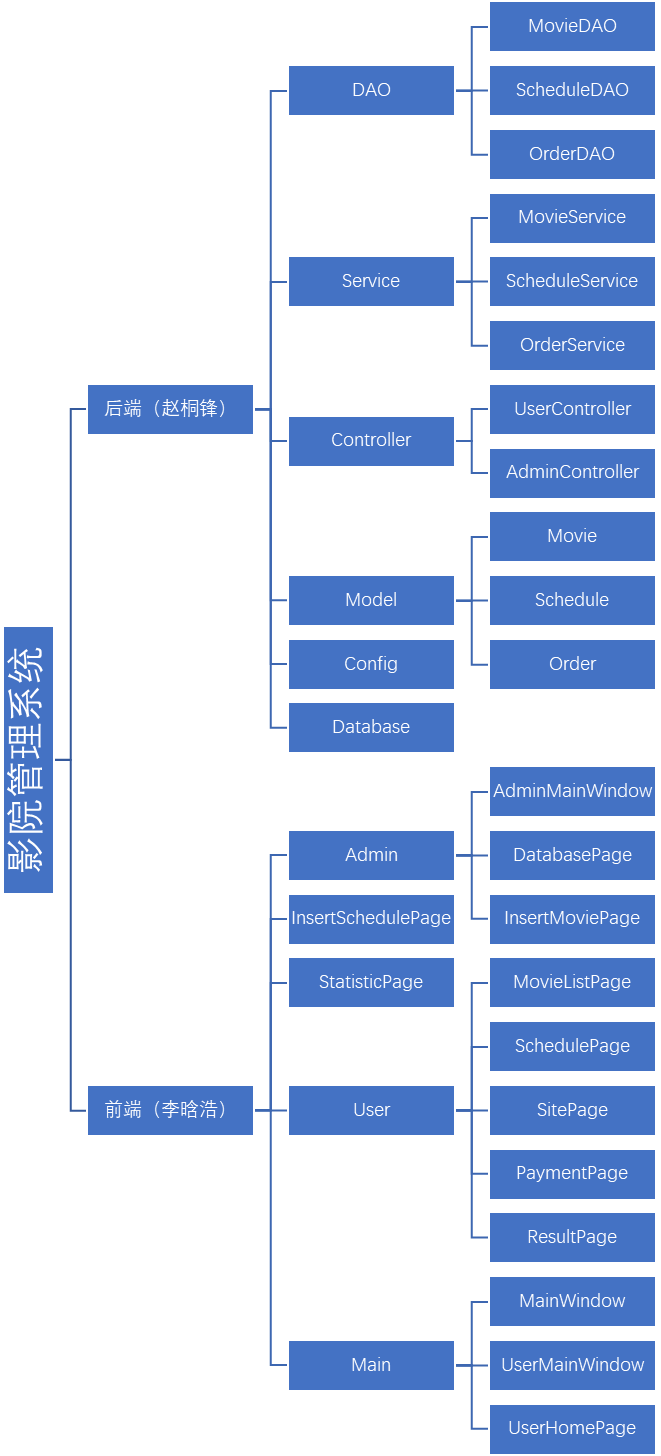 影院管理系统
后端（赵桐锋）
DAO
MovieDAO
ScheduleDAO
OrderDAO
Service
MovieService
ScheduleService
OrderService
Controller
UserController
AdminController
Model
Movie
Schedule
Order
Config
Database
前端（李晗浩）
Admin
AdminMainWindow
DatabasePage
InsertMoviePage
InsertSchedulePage
StatisticPage
User
MovieListPage
SchedulePage
SitePage
PaymentPage
ResultPage
Main
MainWindow
UserMainWindow
UserHomePage